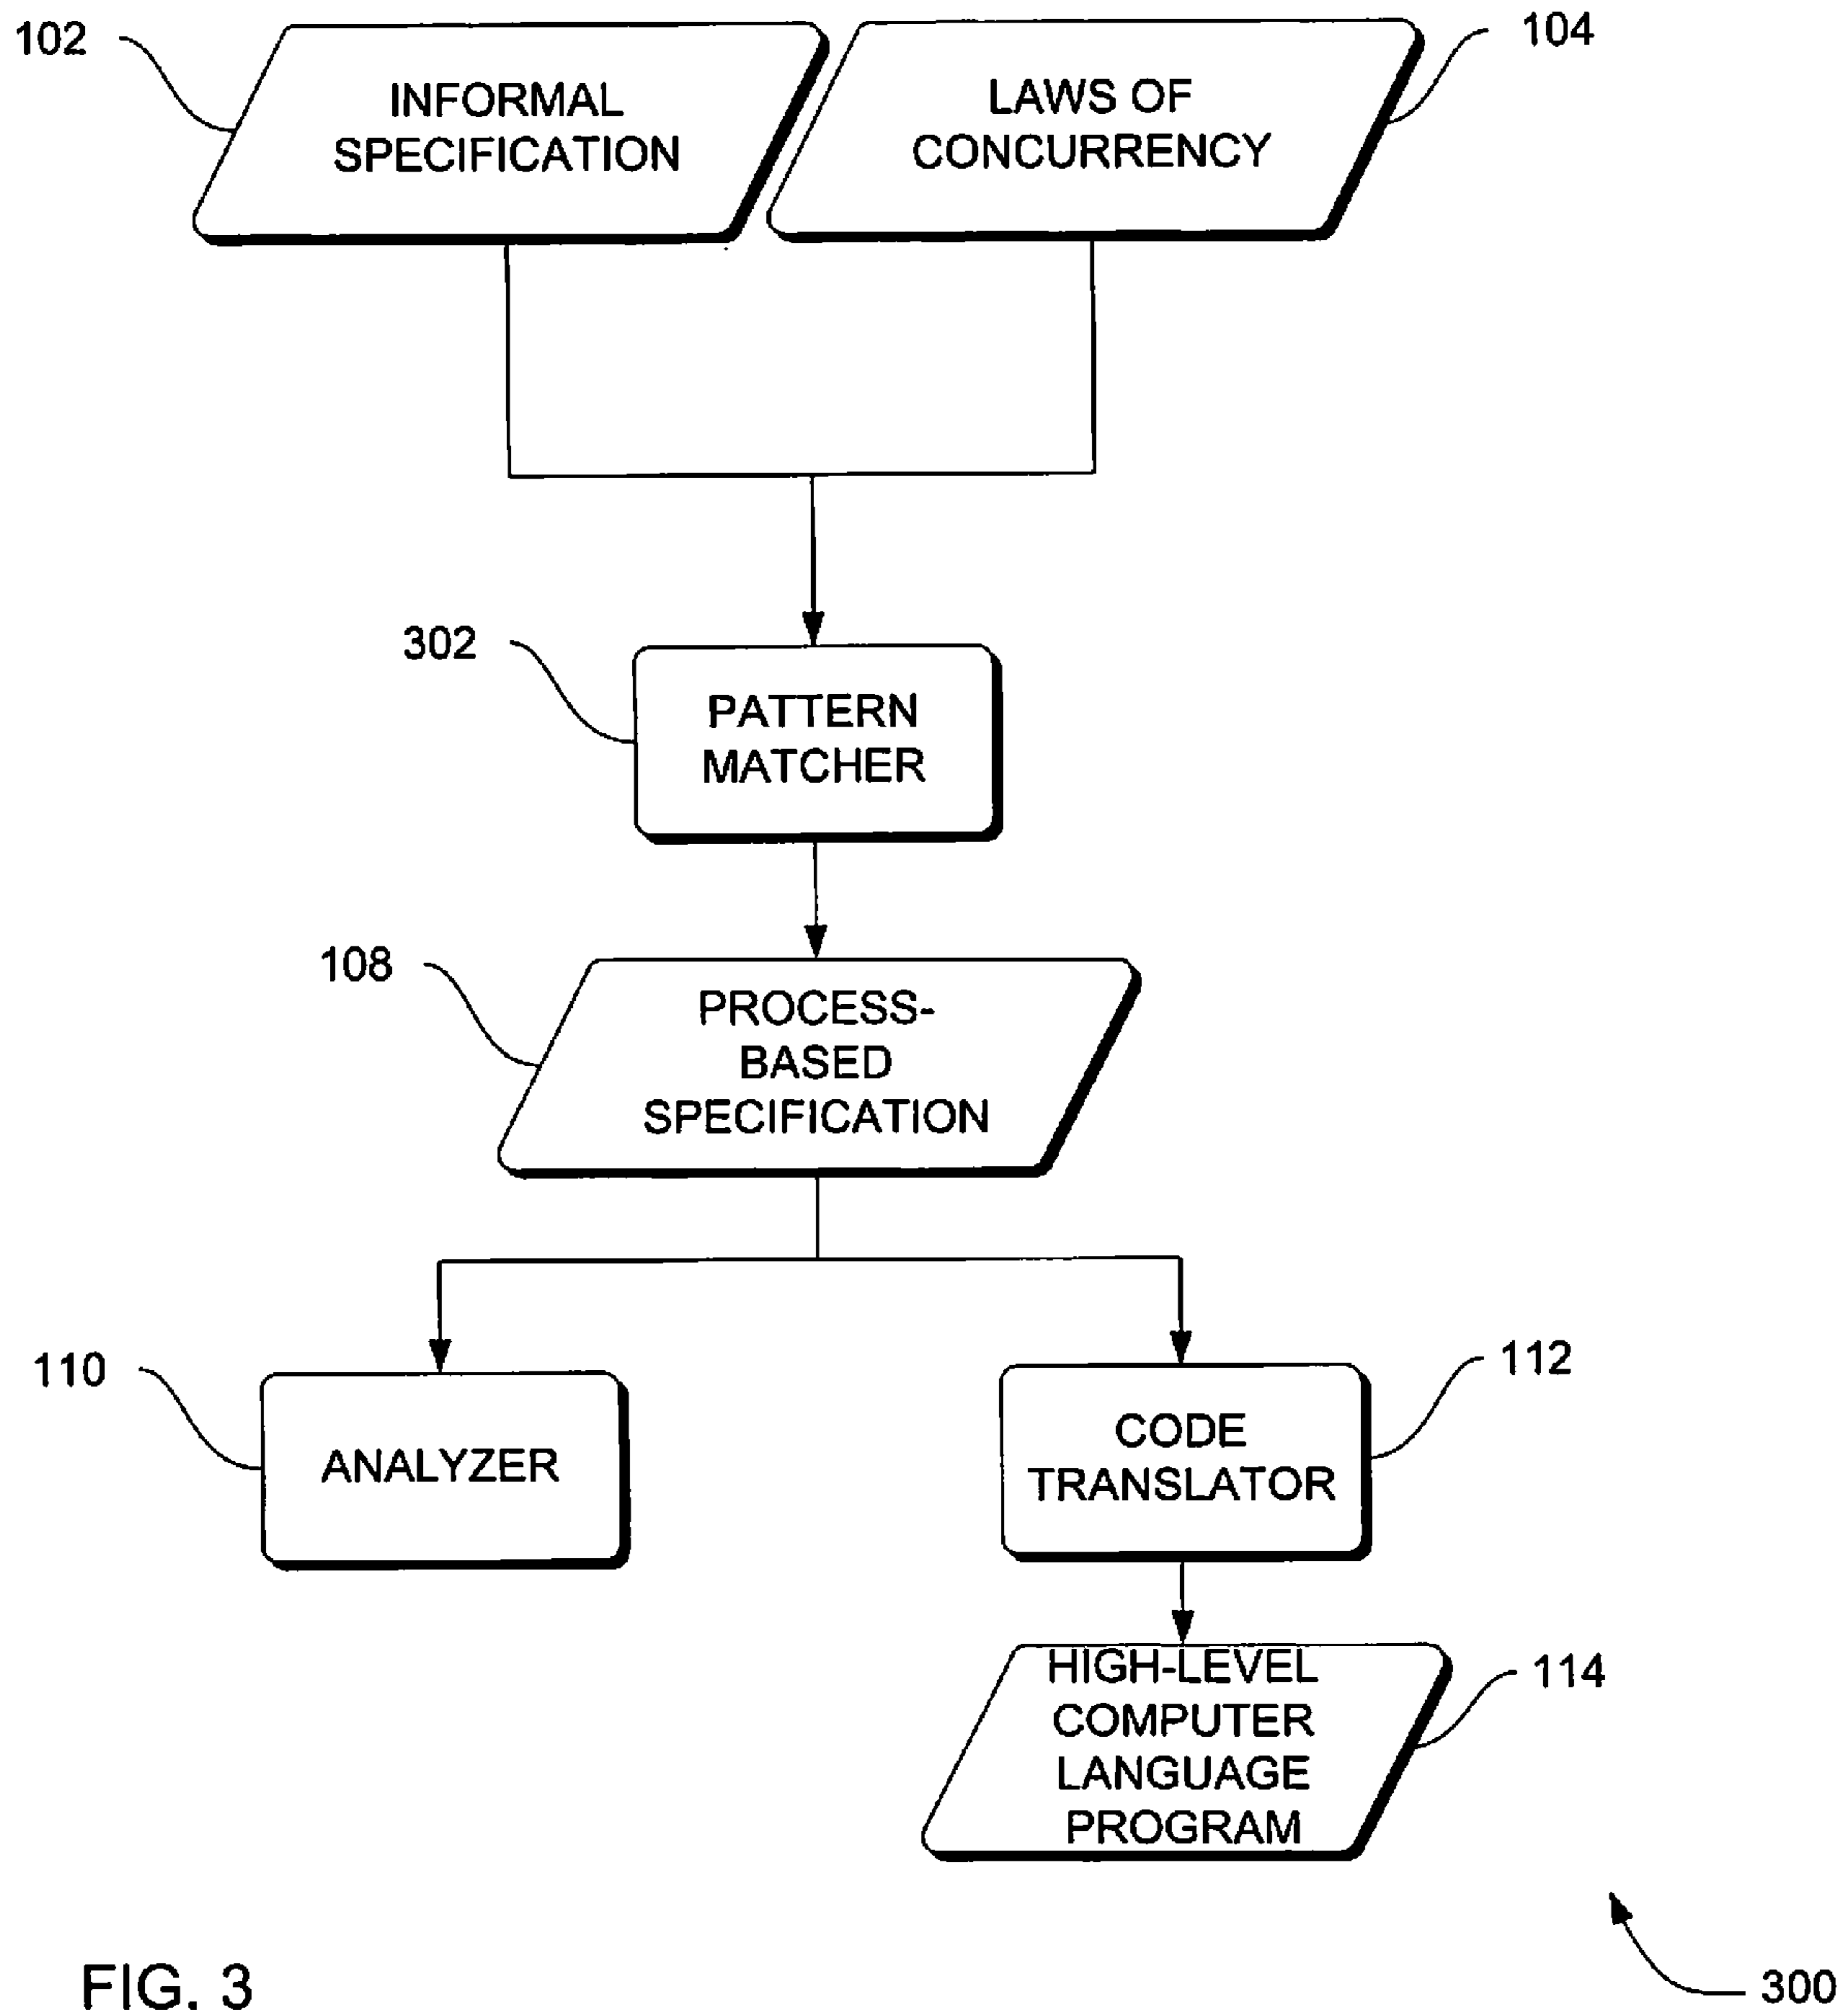 102
INFORMAL
SPECIFICATION
LAWS OF
CONCURRENCY
104
302
PATTERN
MATCHER
108
PROCESS-
BASED
SPECIFICATION
110
ANALYZER
CODE
TRANSLATOR
112
HIGH-LEVEL
COMPUTER
LANGUAGE
PROGRAM
114
FIG. 3
300